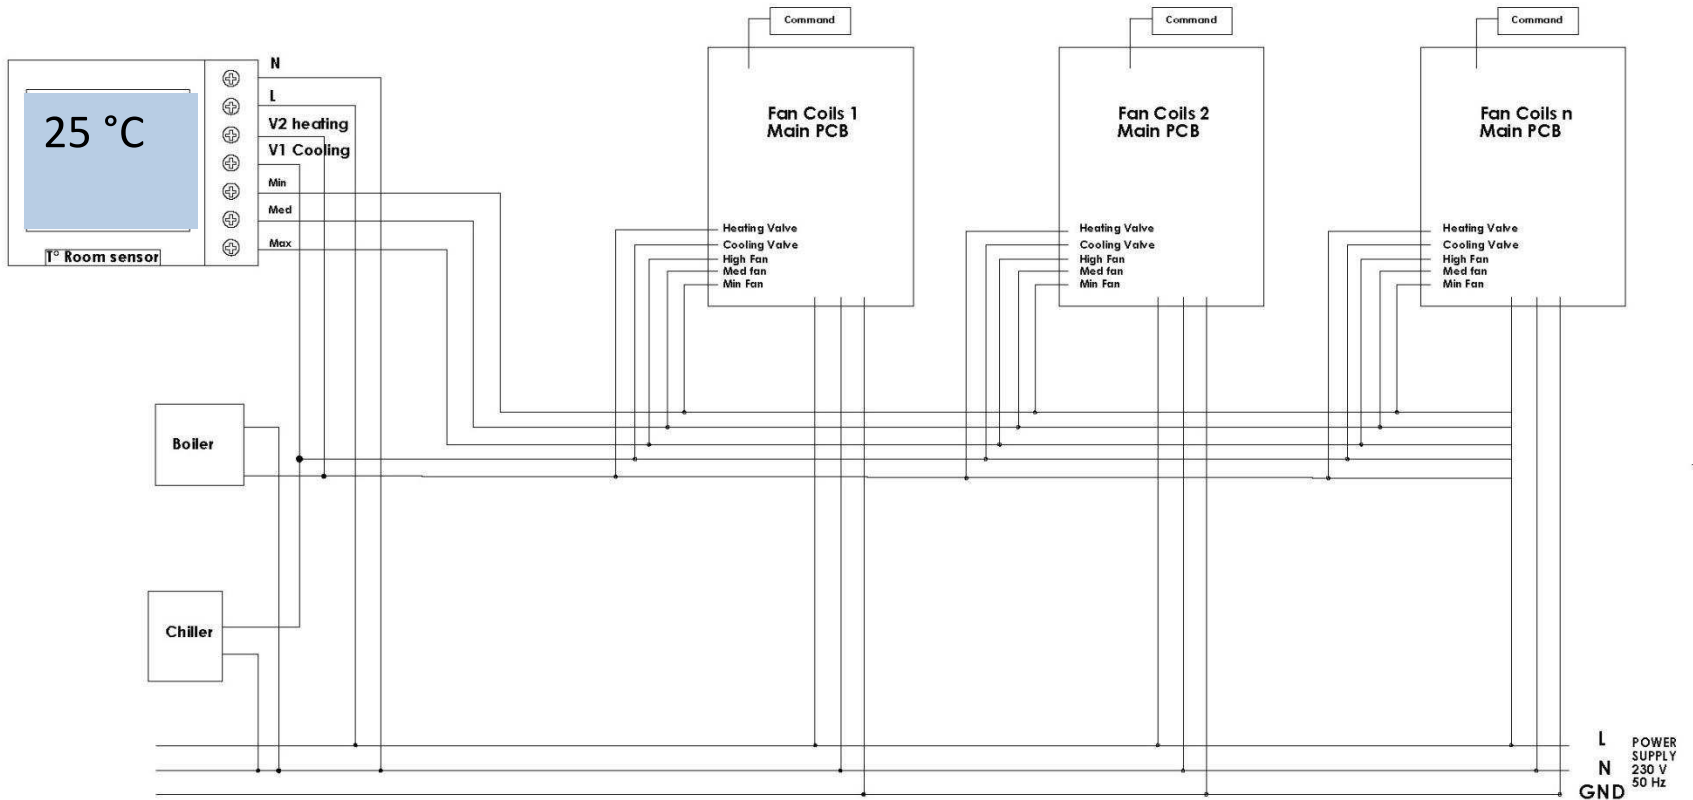 Command
Command
Command
N
L
V2 heating
V1 Cooling
Min
Med
Max
25 °C
T° Room sensor
Fan Coils 1
Main PCB
Heating Valve
Cooling Valve
High Fan
Med fan
Min Fan
Fan Coils 2
Main PCB
Heating Valve
Cooling Valve
High Fan
Med fan
Min Fan
Fan Coils n
Main PCB
Heating Valve
Cooling Valve
High Fan
Med fan
Min Fan
Boiler
Chiller
L
N
GND
POWER
SUPPLY
230 V
50 Hz